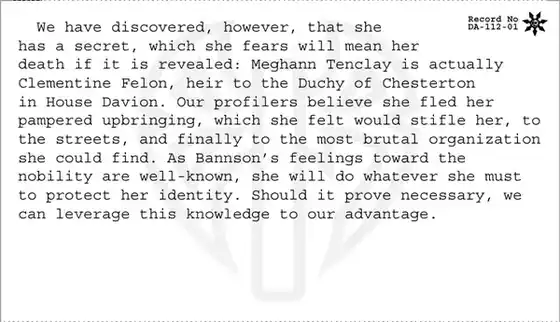 We have discovered, however, that she
Record No
DA-112-01
has a secret, which she fears will mean her
death if it is revealed: Meghann Tenclay is actually
Clementine Felon, heir to the Duchy of Chesterton
in House Davion. Our profilers believe she fled her
pampered upbringing, which she felt would stifle her, to
the streets, and finally to the most brutal organization
she could find. As Bannson’s feelings toward the
nobility are well-known, she will do whatever she must
to protect her identity. Should it prove necessary, we
can leverage this knowledge to our advantage.